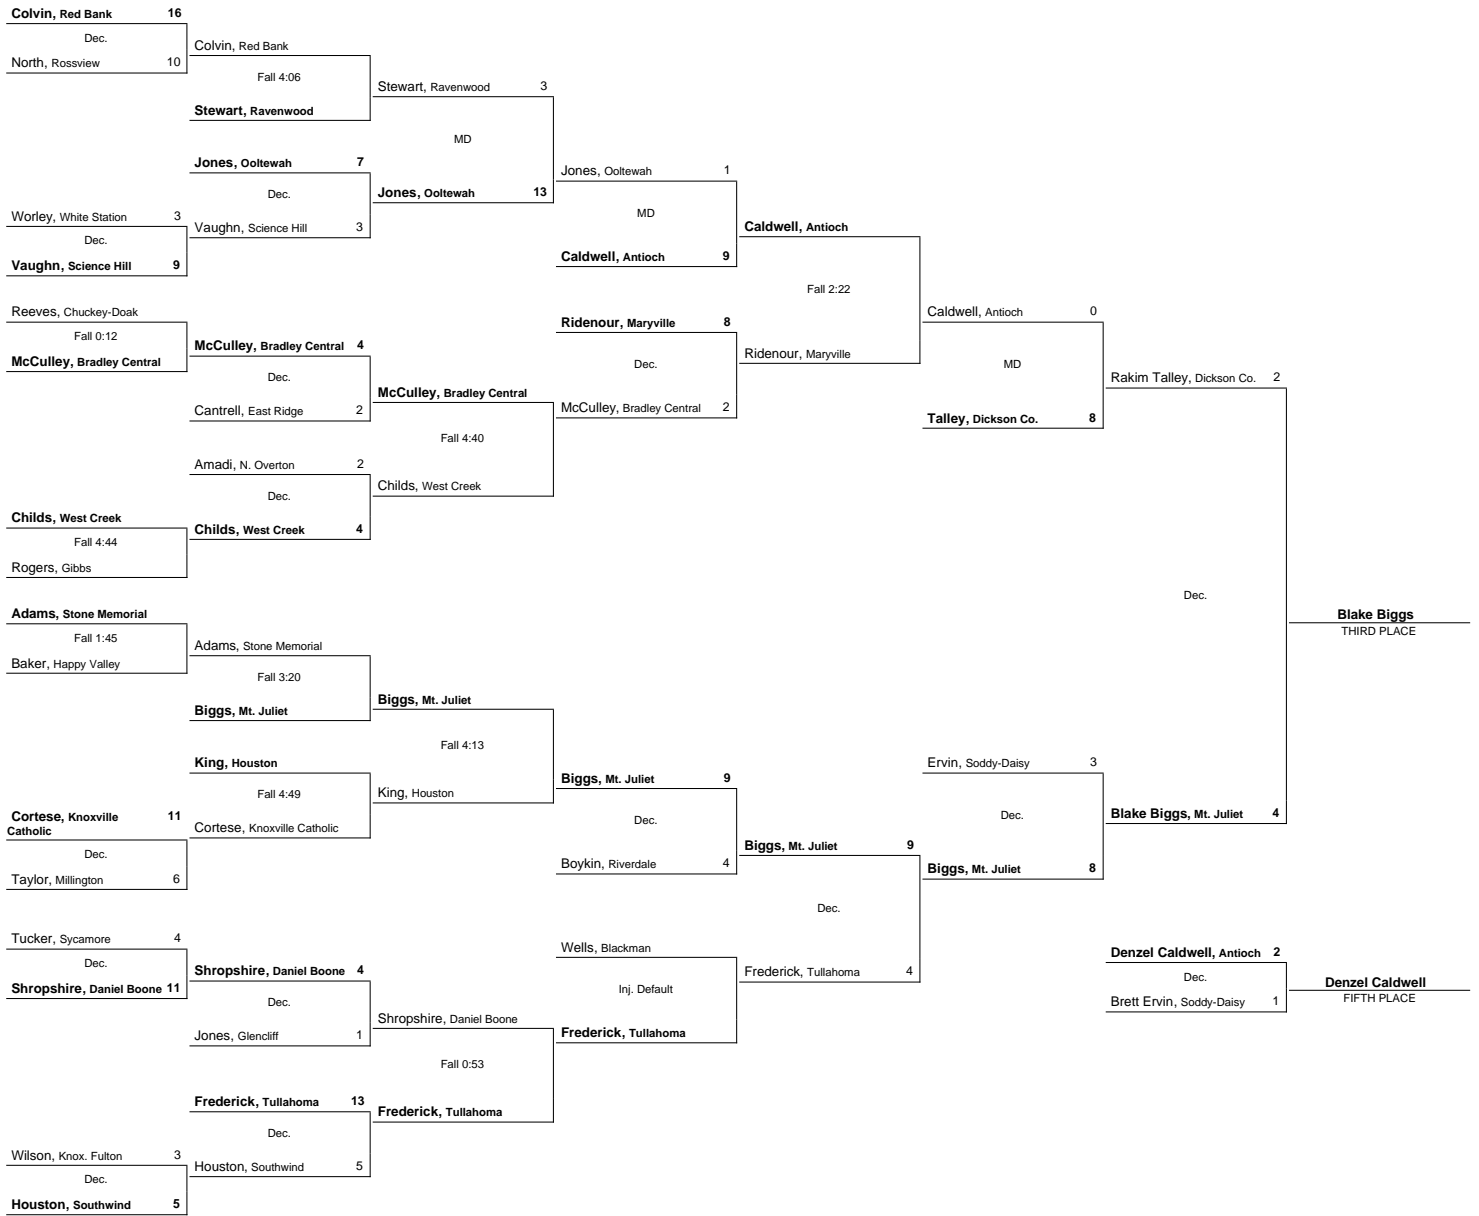 Colvin, Red Bank 16
Dec.
North, Rossview 10
Colvin, Red Bank
Fall 4:06
Stewart, Ravenwood
Stewart, Ravenwood 3
MD
Jones, Ooltewah 13
Jones, Ooltewah 7
Dec.
Vaughn, Science Hill 3
Worley, White Station 3
Dec.
Vaughn, Science Hill 9
Jones, Ooltewah 1
MD
Caldwell, Antioch 9
Caldwell, Antioch
Fall 2:22
Ridenour, Maryville
Reeves, Chuckey-Doak
Fall 0:12
McCulley, Bradley Central
McCulley, Bradley Central 4
Dec.
Cantrell, East Ridge 2
McCulley, Bradley Central
Fall 4:40
Childs, West Creek
Ridenour, Maryville 8
Dec.
McCulley, Bradley Central 2
Amadi, N. Overton 2
Dec.
Childs, West Creek 4
Childs, West Creek
Fall 4:44
Rogers, Gibbs
Caldwell, Antioch 0
MD
Talley, Dickson Co. 8
Rakim Talley, Dickson Co. 2
Dec.
Blake Biggs
THIRD PLACE
Adams, Stone Memorial
Fall 1:45
Baker, Happy Valley
Adams, Stone Memorial
Fall 3:20
Biggs, Mt. Juliet
Biggs, Mt. Juliet
Fall 4:13
King, Houston
King, Houston
Fall 4:49
Cortese, Knoxville Catholic
Cortese, Knoxville 11
Catholic
Dec.
Taylor, Millington 6
Biggs, Mt. Juliet 9
Dec.
Boykin, Riverdale 4
Biggs, Mt. Juliet 9
Dec.
Frederick, Tullahoma 4
Ervin, Soddy-Daisy 3
Dec.
Biggs, Mt. Juliet 8
Blake Biggs, Mt. Juliet 4
Tucker, Sycamore 4
Dec.
Shropshire, Daniel Boone 11
Shropshire, Daniel Boone 4
Dec.
Jones, Glencliff 1
Shropshire, Daniel Boone
Fall 0:53
Frederick, Tullahoma
Wells, Blackman
Inj. Default
Frederick, Tullahoma
Frederick, Tullahoma 13
Dec.
Houston, Southwind 5
Wilson, Knox. Fulton 3
Dec.
Houston, Southwind 5
Denzel Caldwell, Antioch 2
Dec.
Brett Ervin, Soddy-Daisy 1
Denzel Caldwell
FIFTH PLACE